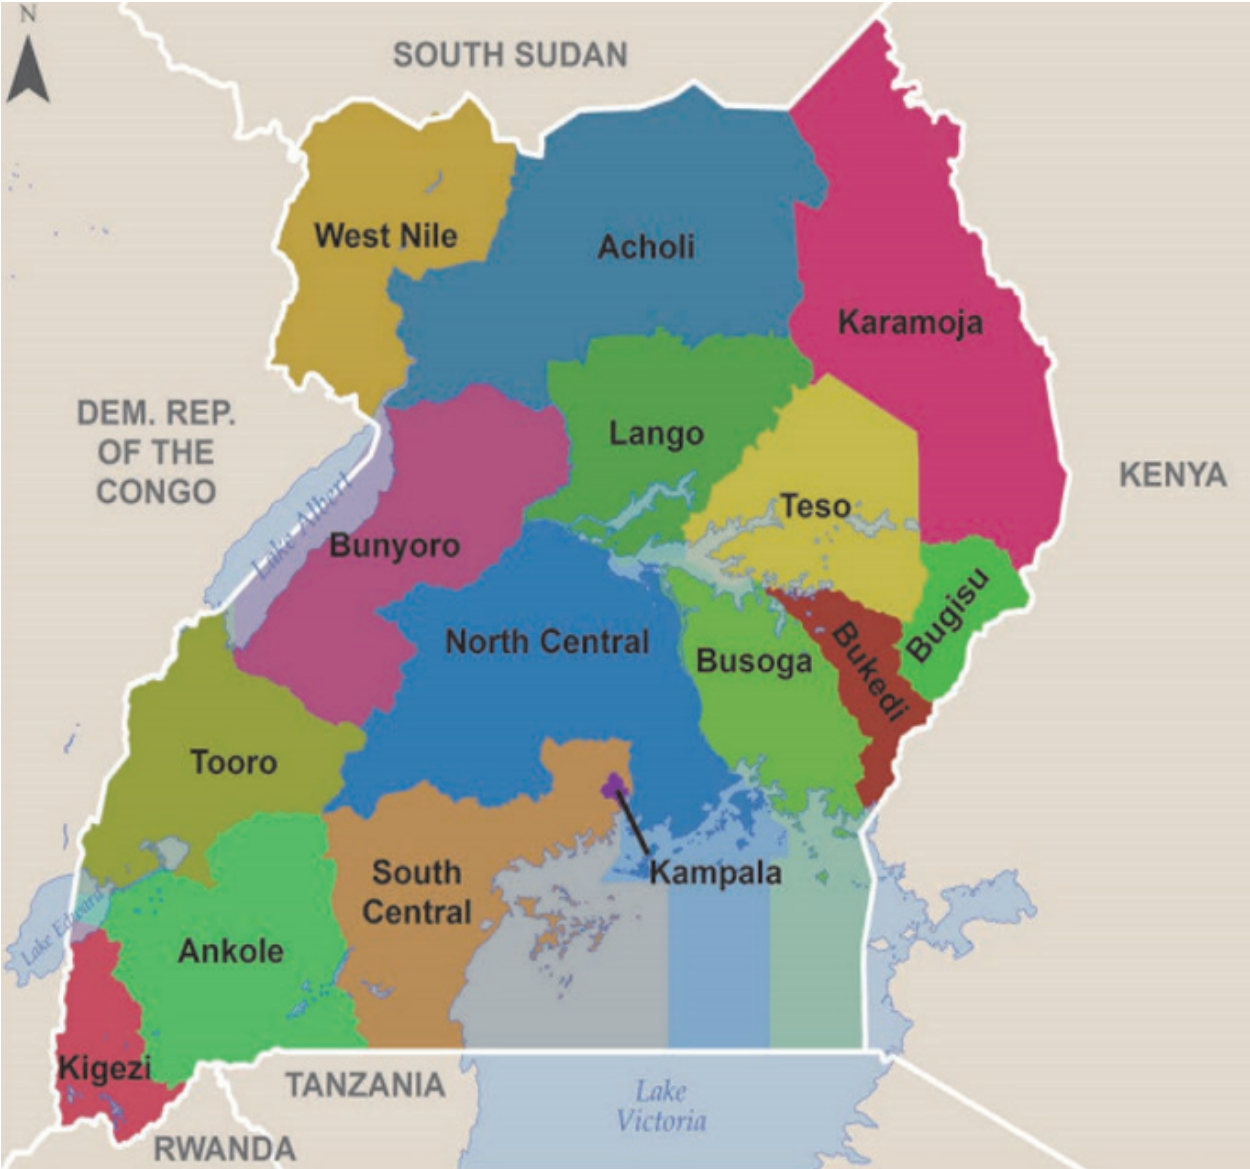 N
SOUTH SUDAN
West Nile
Acholi
Karamoja
DEM. REP.
OF THE
CONGO
Lango
KENYA
Lake Albert
Teso
Bunyoro
Bugisu
North Central
Busoga
Bukedi
Tooro
South
Central
Kampala
Lake Edward
Ankole
Kigezi
TANZANIA
Lake
Victoria
RWANDA